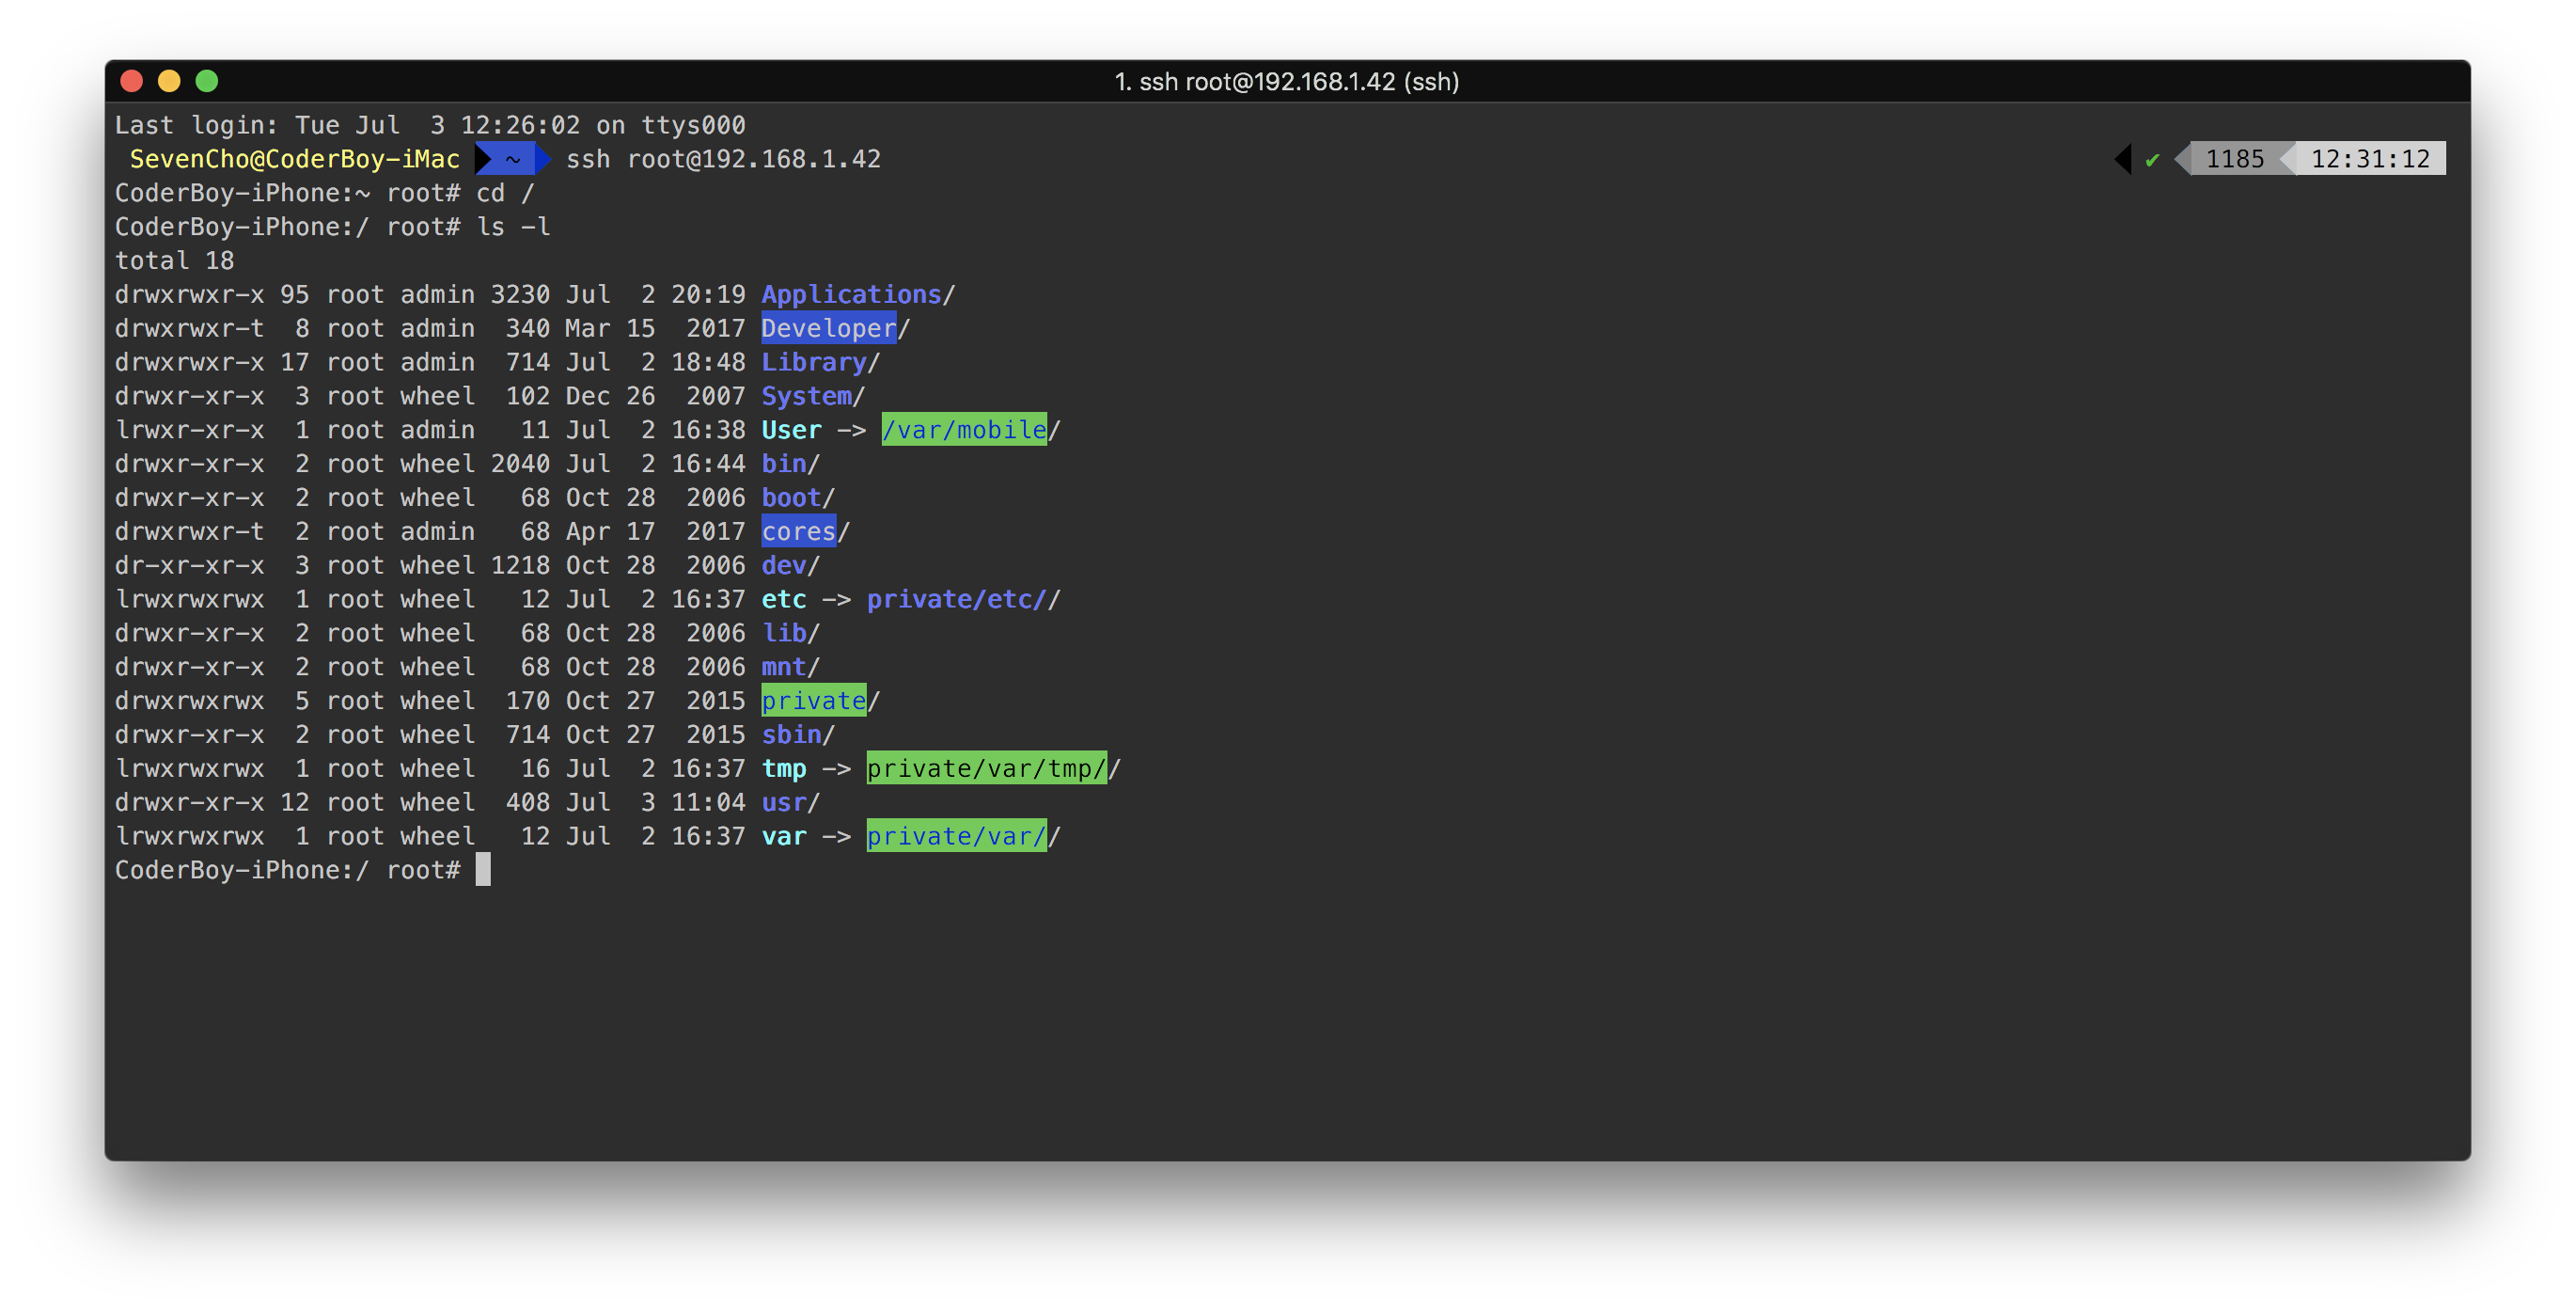 1. ssh root@192.168.1.42 (ssh)
Last login: Tue Jul  3 12:26:02 on ttys000
SevenCho@CoderBoy-iMac ~ ssh root@192.168.1.42 ✔ 1185 12:31:12
CoderBoy-iPhone:~ root# cd /
CoderBoy-iPhone:/ root# ls -l
total 18
drwxrwxr-x 95 root admin 3230 Jul  2 20:19 Applications/
drwxrwxr-t  8 root admin  340 Mar 15  2017 Developer/
drwxrwxr-x 17 root admin  714 Jul  2 18:48 Library/
drwxr-xr-x  3 root wheel  102 Dec 26  2007 System/
lrwxr-xr-x  1 root admin   11 Jul  2 16:38 User -> /var/mobile/
drwxr-xr-x  2 root wheel 2040 Jul  2 16:44 bin/
drwxr-xr-x  2 root wheel   68 Oct 28  2006 boot/
drwxrwxr-t  2 root admin   68 Apr 17  2017 cores/
dr-xr-xr-x  3 root wheel 1218 Oct 28  2006 dev/
lrwxrwxrwx  1 root wheel   12 Jul  2 16:37 etc -> private/etc//
drwxr-xr-x  2 root wheel   68 Oct 28  2006 lib/
drwxr-xr-x  2 root wheel   68 Oct 28  2006 mnt/
drwxrwxrwx  5 root wheel  170 Oct 27  2015 private/
drwxr-xr-x  2 root wheel  714 Oct 27  2015 sbin/
lrwxrwxrwx  1 root wheel   16 Jul  2 16:37 tmp -> private/var/tmp//
drwxr-xr-x 12 root wheel  408 Jul  3 11:04 usr/
lrwxrwxrwx  1 root wheel   12 Jul  2 16:37 var -> private/var//
CoderBoy-iPhone:/ root#